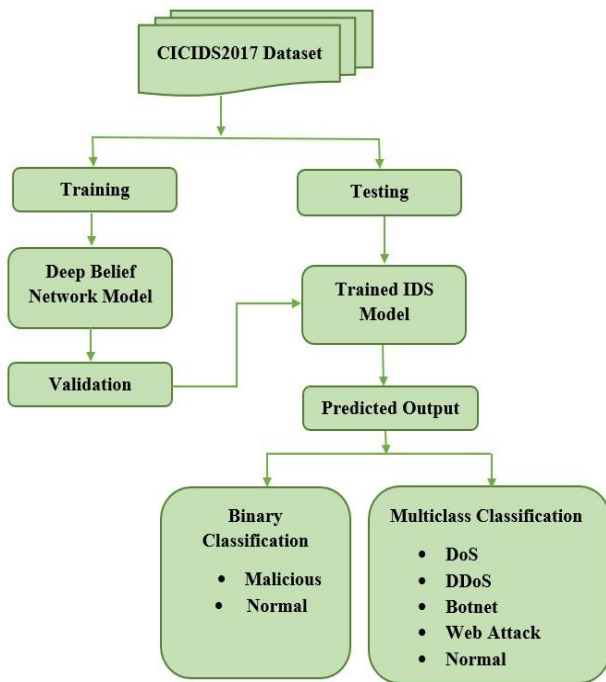 CICIDS2017 Dataset
Training
Testing
Deep Belief
Network Model
Trained IDS
Model
Validation
Predicted Output
Binary
Classification
• Malicious
• Normal
Multiclass Classification
• DoS
• DDoS
• Botnet
• Web Attack
• Normal